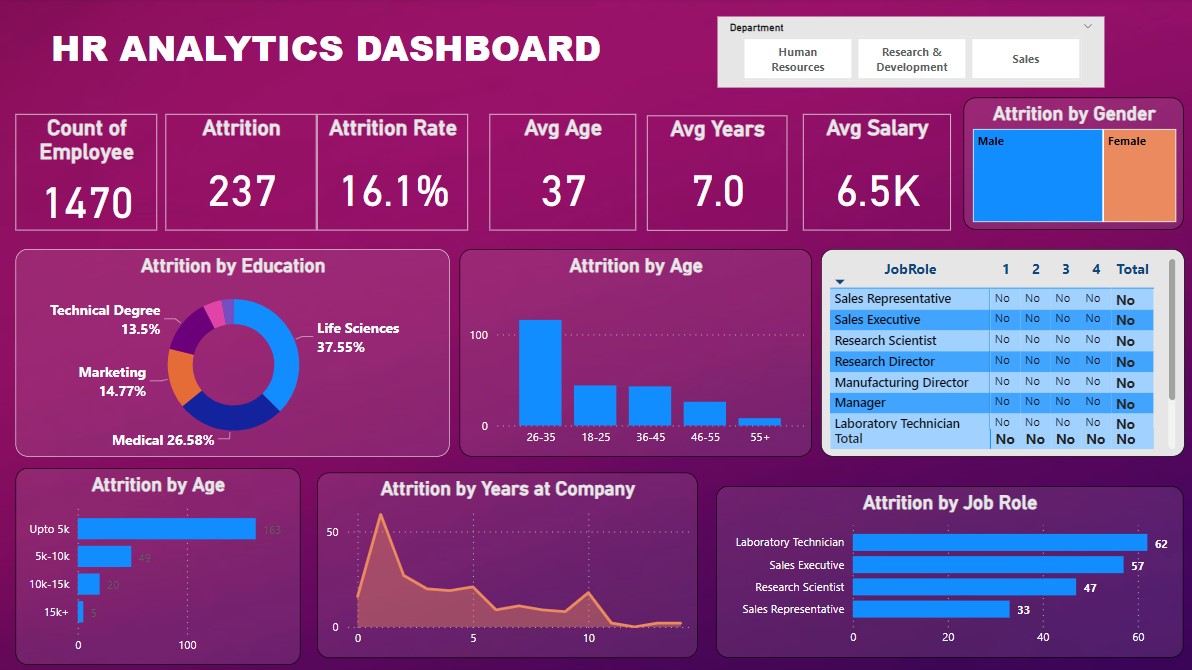 HR ANALYTICS DASHBOARD
Department
Human
Resources
Research &
Development
Sales
Count of
Employee
1470
Attrition
237
Attrition Rate
16.1%
Avg Age
37
Avg Years
7.0
Avg Salary
6.5K
Attrition by Gender
Male
Female
Attrition by Education
Technical Degree
13.5%
Life Sciences
37.55%
Marketing
14.77%
Medical 26.58%
Attrition by Age
100
0
26-35 18-25 36-45 46-55 55+
JobRole 1 2 3 4 Total
Sales Representative No No No No No
Sales Executive No No No No No
Research Scientist No No No No No
Research Director No No No No No
Manufacturing Director No No No No No
Manager No No No No No
Laboratory Technician No No No No No
Total No No No No No
Attrition by Age
Upto 5k 163
5k-10k 49
10k-15k 20
15k+ 5
0 100
Attrition by Years at Company
50
0
0 5 10
Attrition by Job Role
Laboratory Technician 62
Sales Executive 57
Research Scientist 47
Sales Representative 33
0 20 40 60